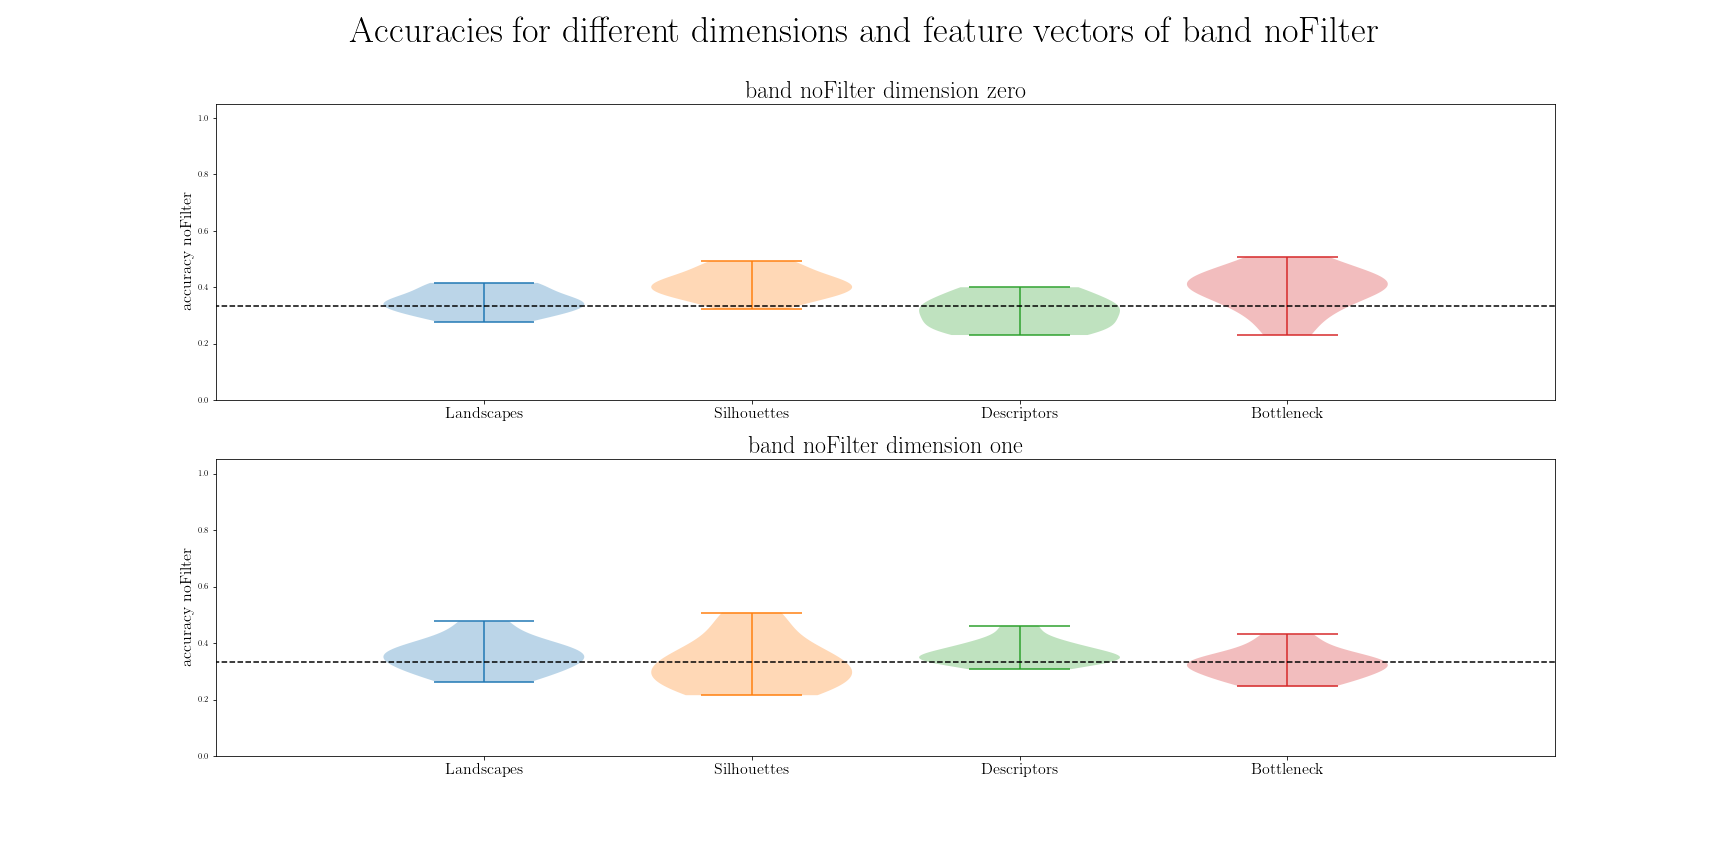 Accuracies for different dimensions and feature vectors of band noFilter
band noFilter dimension zero
accuracy noFilter
1.0
0.8
0.6
0.4
0.2
0.0
Landscapes Silhouettes Descriptors Bottleneck
band noFilter dimension one
accuracy noFilter
1.0
0.8
0.6
0.4
0.2
0.0
Landscapes Silhouettes Descriptors Bottleneck